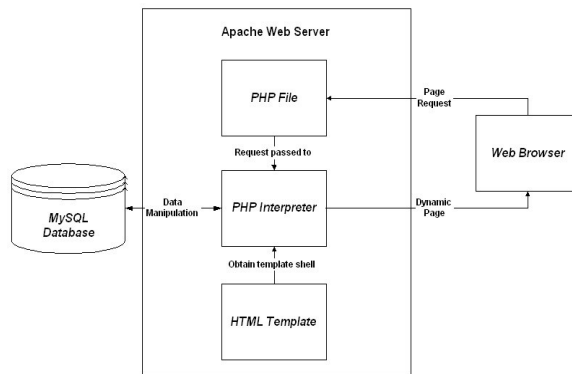 Apache Web Server
PHP File
Page
Request
Web Browser
Request passed to
MySQL
Database
Data
Manipulation
PHP Interpreter
Dynamic
Page
Obtain template shell
HTML Template